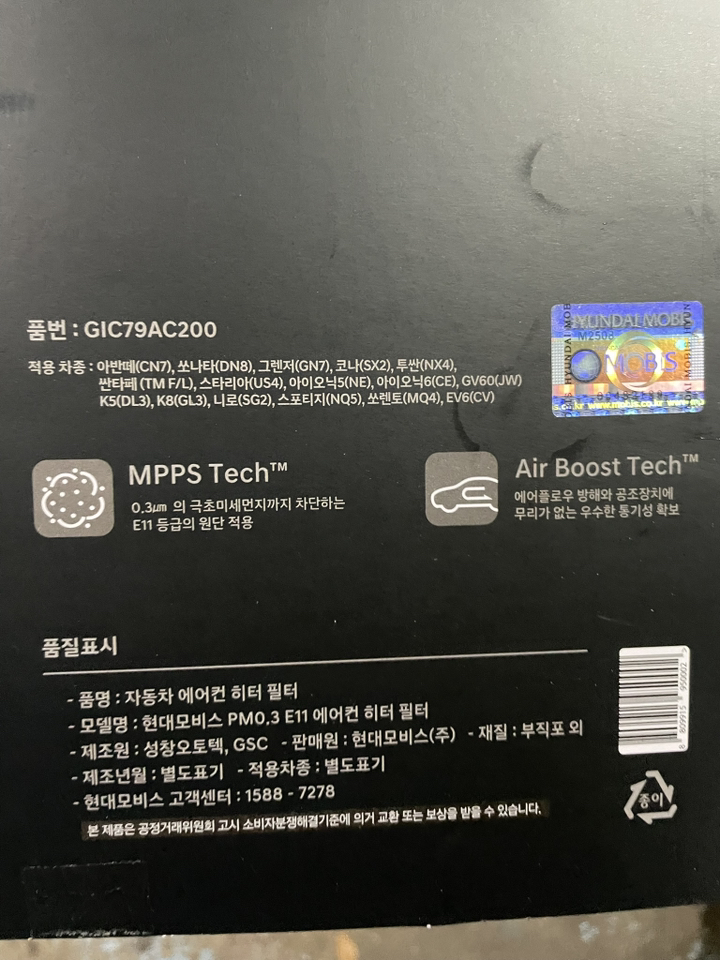 품번 : GIC79AC200
적용 차종 : 아반떼(CN7), 쏘나타(DN8), 그렌저(GN7), 코나(SX2), 투싼(NX4),
싼타페 (TM F/L), 스타리아(US4), 아이오닉5(NE), 아이오닉6(CE), GV60(JW)
K5(DL3), K8(GL3), 니로(SG2), 스포티지(NQ5), 쏘렌토(MQ4), EV6(CV)
HYUNDAI MOBI
M2503
MOBIS
www.mobis.co.kr
MPPS Tech™
0.3㎛ 의 극초미세먼지까지 차단하는
E11 등급의 원단 적용
Air Boost Tech™
에어플로우 방해와 공조장치에
무리가 없는 우수한 통기성 확보
품질표시
- 품명 : 자동차 에어컨 히터 필터
- 모델명 : 현대모비스 PM0.3 E11 에어컨 히터 필터
- 제조원 : 성창오토텍, GSC - 판매원 : 현대모비스(주) - 재질 : 부직포 외
- 제조년월 : 별도표기 - 적용차종 : 별도표기
- 현대모비스 고객센터 : 1588 - 7278
본 제품은 공정거래위원회 고시 소비자분쟁해결기준에 의거 교환 또는 보상을 받을 수 있습니다.
8 809915 950002
종이